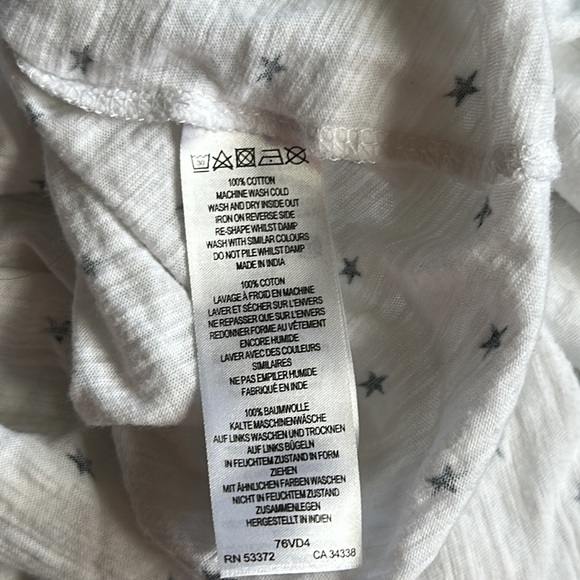 30
100% COTTON
MACHINE WASH COLD
WASH AND DRY INSIDE OUT
IRON ON REVERSE SIDE
RE-SHAPE WHILST DAMP
WASH WITH SIMILAR COLOURS
DO NOT PILE WHILST DAMP
MADE IN INDIA
100% COTON
LAVAGE À FROID EN MACHINE
LAVER ET SÉCHER SUR L'ENVERS
NE REPASSER QUE SUR L'ENVERS
REDONNER FORME AU VÊTEMENT
ENCORE HUMIDE
LAVER AVEC DES COULEURS
SIMILAIRES
NE PAS EMPILER HUMIDE
FABRIQUÉ EN INDE
100% BAUMWOLLE
KALTE MASCHINENWÄSCHE
AUF LINKS WASCHEN UND TROCKNEN
AUF LINKS BÜGELN
IN FEUCHTEM ZUSTAND IN FORM
ZIEHEN
MIT ÄHNLICHEN FARBEN WASCHEN
NICHT IN FEUCHTEM ZUSTAND
ZUSAMMENLEGEN
HERGESTELLT IN INDIEN
76VD4
RN 53372 CA 34338